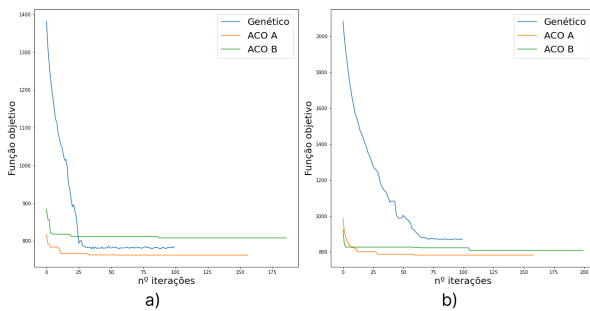 1400
1300
1200
1100
1000
900
800
Função objetivo
0 25 50 75 100 125 150 175
nº iterações
Genético
ACO A
ACO B
a)
2000
1800
1600
1400
1200
1000
800
Função objetivo
0 25 50 75 100 125 150 175 200
nº iterações
Genético
ACO A
ACO B
b)